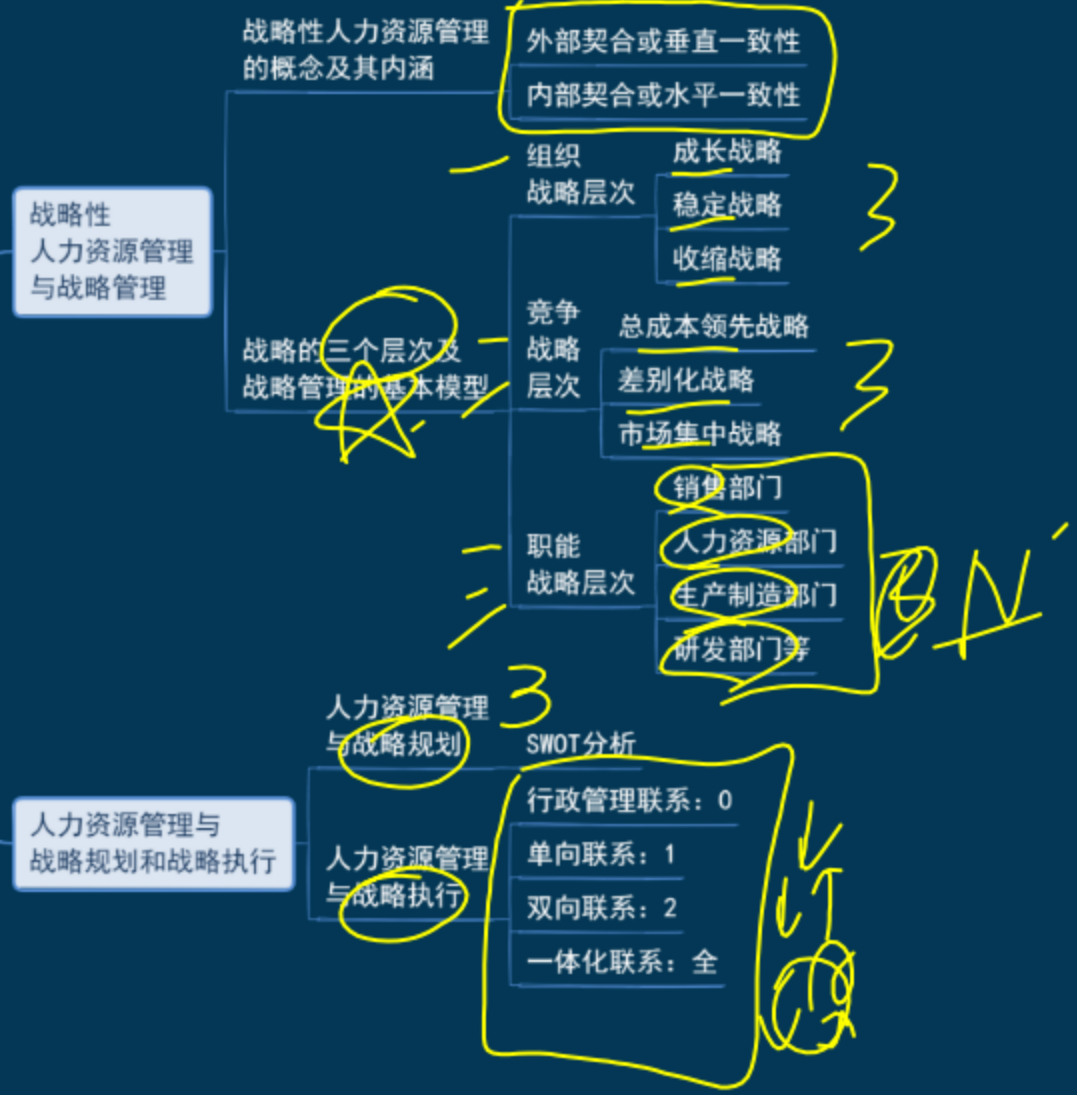 战略性人力资源管理
的概念及其内涵
外部契合或垂直一致性
内部契合或水平一致性
战略性
人力资源管理
与战略管理
战略的三个层次及
战略管理的基本模型
组织
战略层次
成长战略
稳定战略
收缩战略
3
竞争
战略
层次
总成本领先战略
差别化战略
市场集中战略
3
职能
战略层次
销售部门
人力资源部门
生产制造部门
研发部门等
N
人力资源管理与
战略规划和战略执行
人力资源管理
与战略规划
3
SWOT分析
人力资源管理
与战略执行
行政管理联系：0
单向联系：1
双向联系：2
一体化联系：全